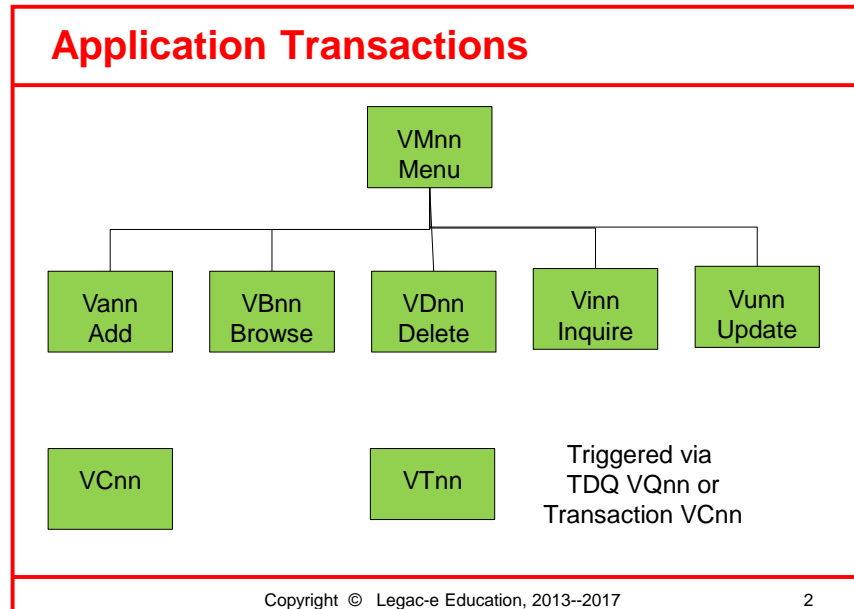 Application Transactions
VMnn
Menu
Vann
Add
VBnn
Browse
VDnn
Delete
Vinn
Inquire
Vunn
Update
VCnn
VTnn
Triggered via
TDQ VQnn or
Transaction VCnn
Copyright © Legac-e Education, 2013--2017
2